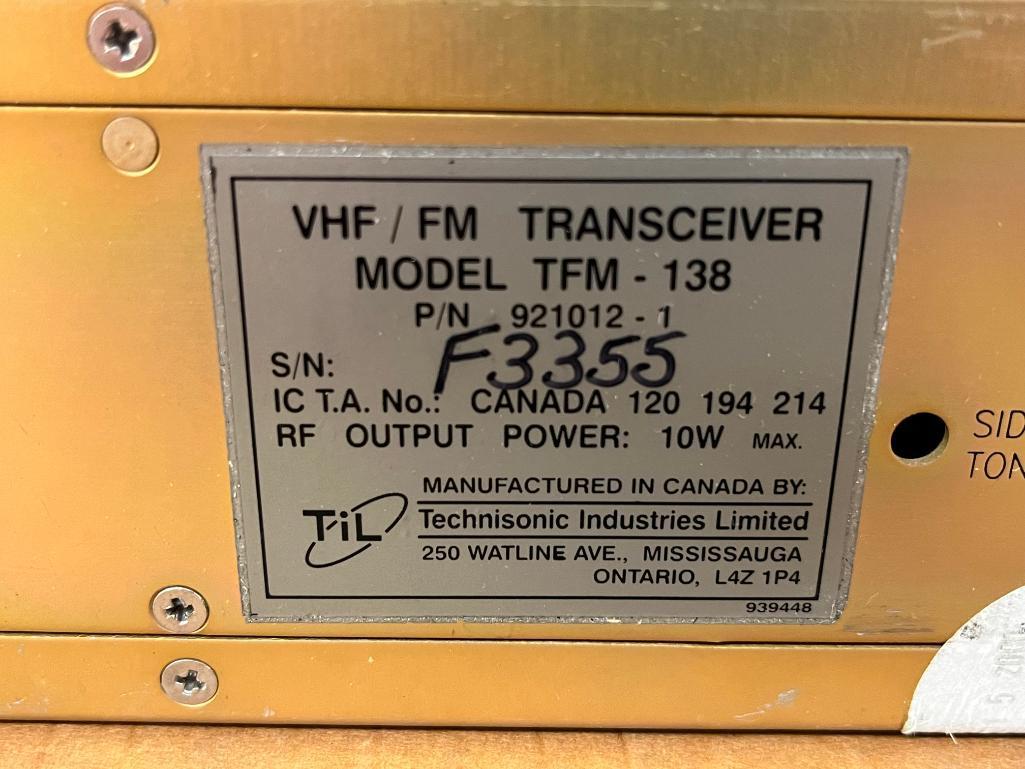 VHF / FM TRANSCEIVER
MODEL TFM - 138
P/N 921012 - 1
S/N: F3355
IC T.A. No.: CANADA 120 194 214
RF OUTPUT POWER: 10W MAX.
TiL
MANUFACTURED IN CANADA BY:
Technisonic Industries Limited
250 WATLINE AVE., MISSISSAUGA
ONTARIO, L4Z 1P4
939448
SID
TON